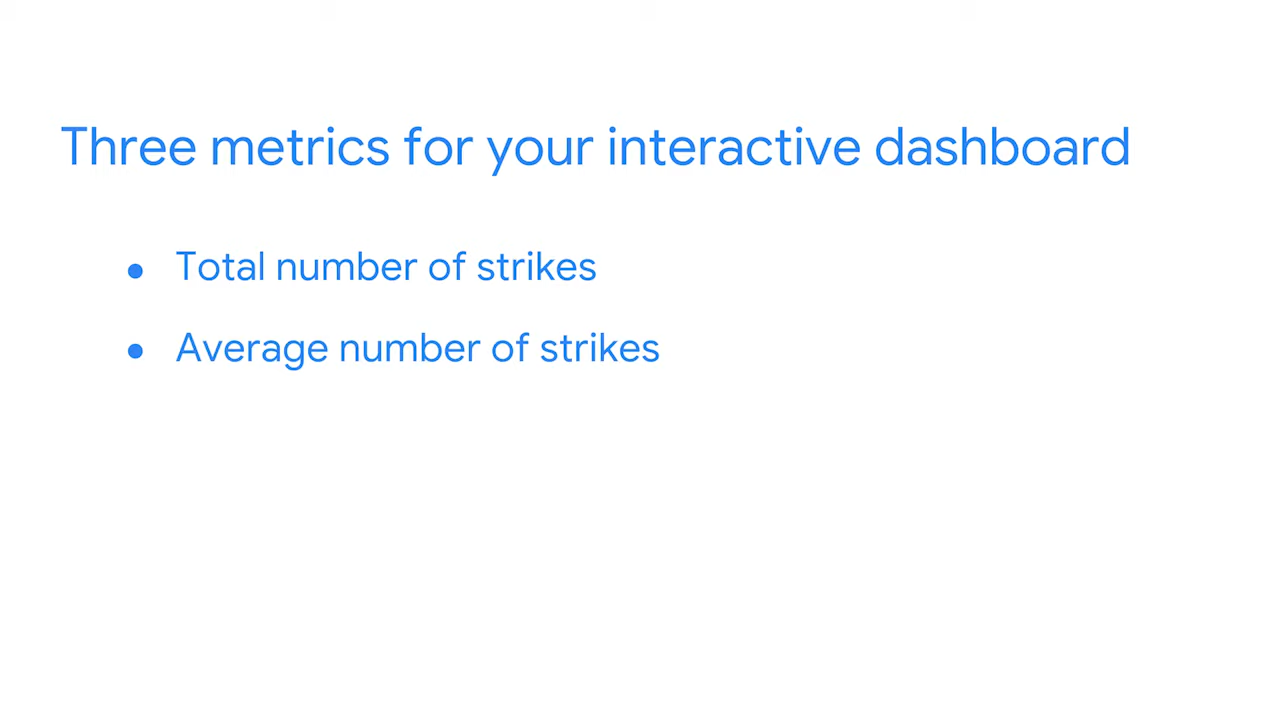 Three metrics for your interactive dashboard
● Total number of strikes
● Average number of strikes